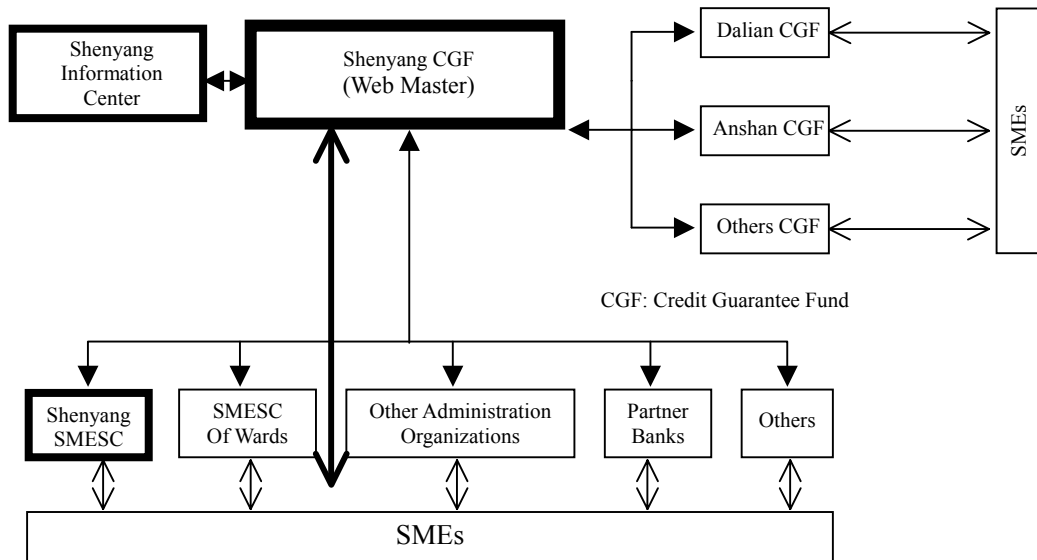 Shenyang
Information
Center
Shenyang CGF
(Web Master)
Dalian CGF
Anshan CGF
Others CGF
SMEs
CGF: Credit Guarantee Fund
Shenyang
SMESC
SMESC
Of Wards
Other Administration
Organizations
Partner
Banks
Others
SMEs